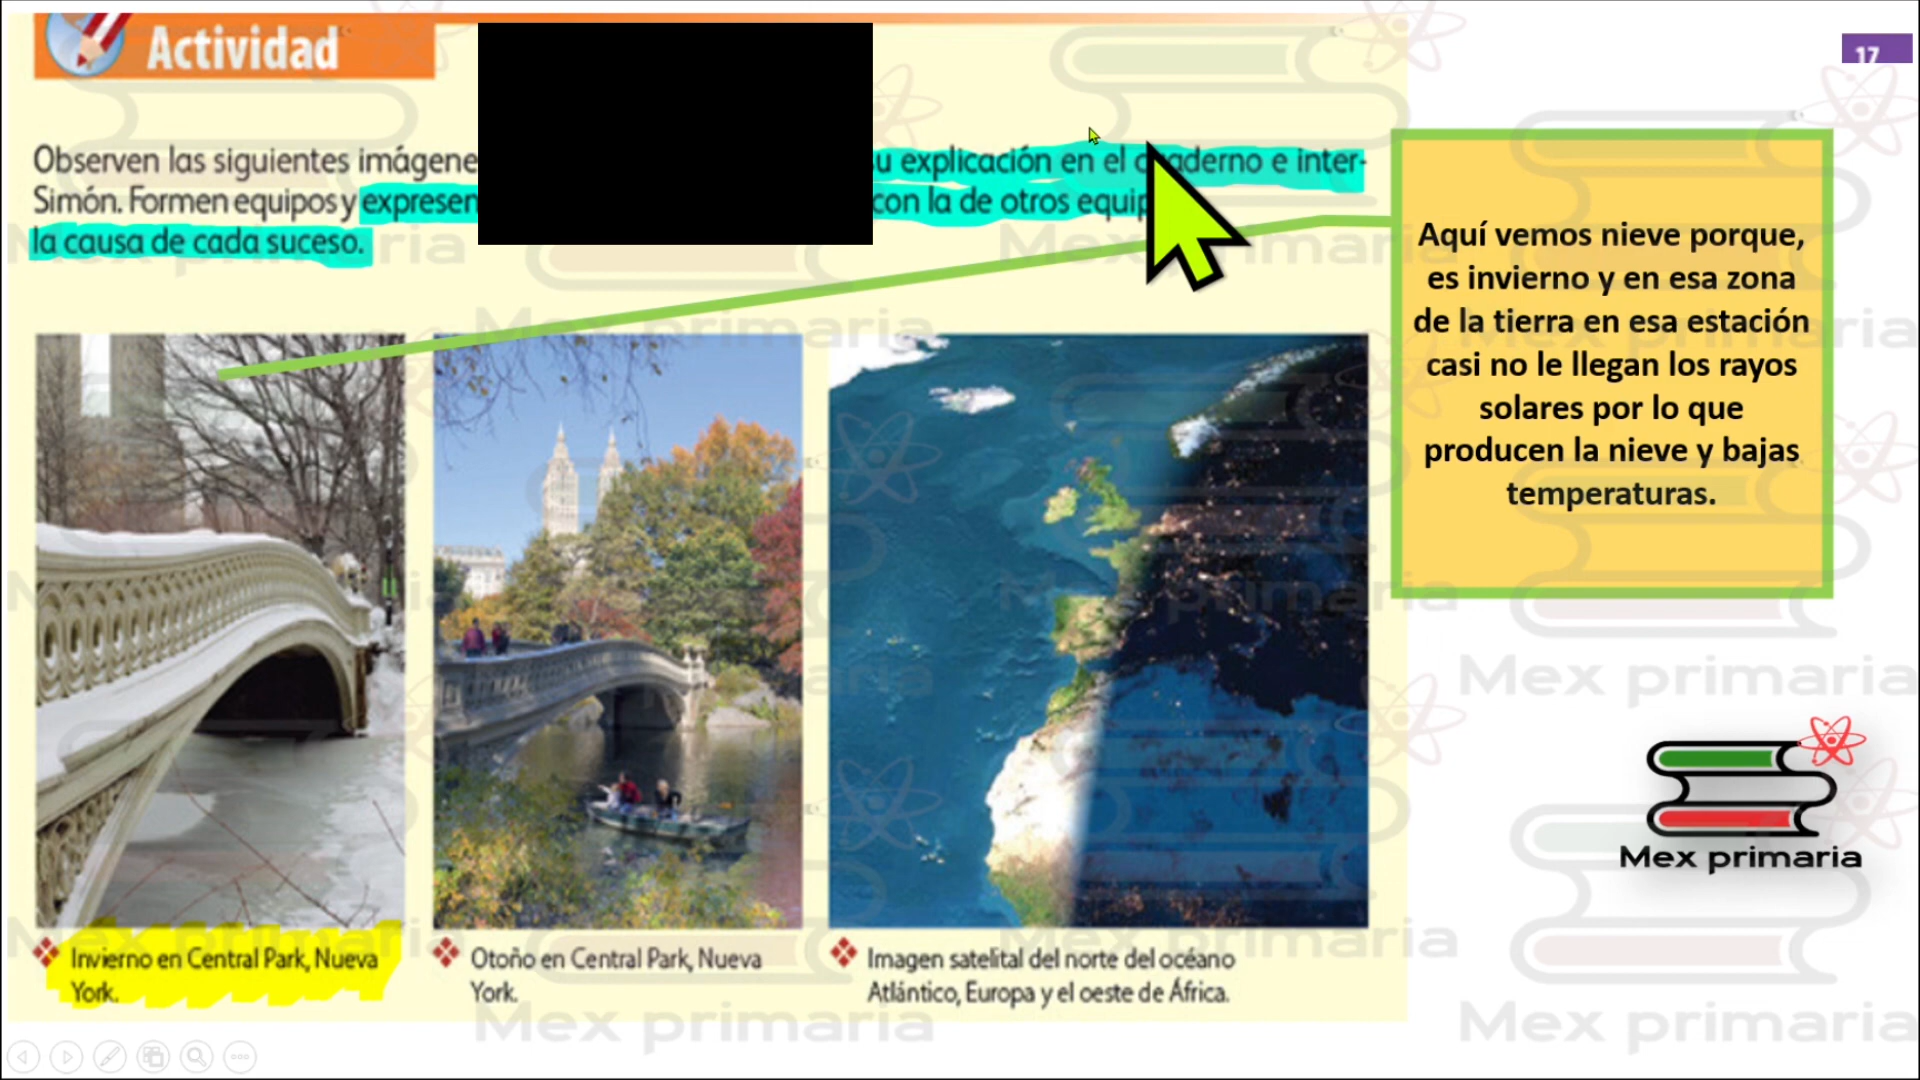 Actividad
17
Observen las siguientes imágene su explicación en el cuaderno e inter-
Simón. Formen equipos y expresen con la de otros equip
la causa de cada suceso.
Aquí vemos nieve porque,
es invierno y en esa zona
de la tierra en esa estación
casi no le llegan los rayos
solares por lo que
producen la nieve y bajas
temperaturas.
Invierno en Central Park, Nueva
York.
Otoño en Central Park, Nueva
York.
Imagen satelital del norte del océano
Atlántico, Europa y el oeste de África.
Mex primaria